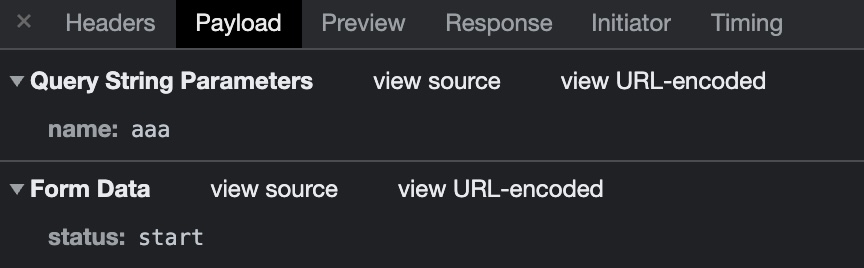 × Headers Payload Preview Response Initiator Timing
Query String Parameters view source view URL-encoded
name: aaa
Form Data view source view URL-encoded
status: start